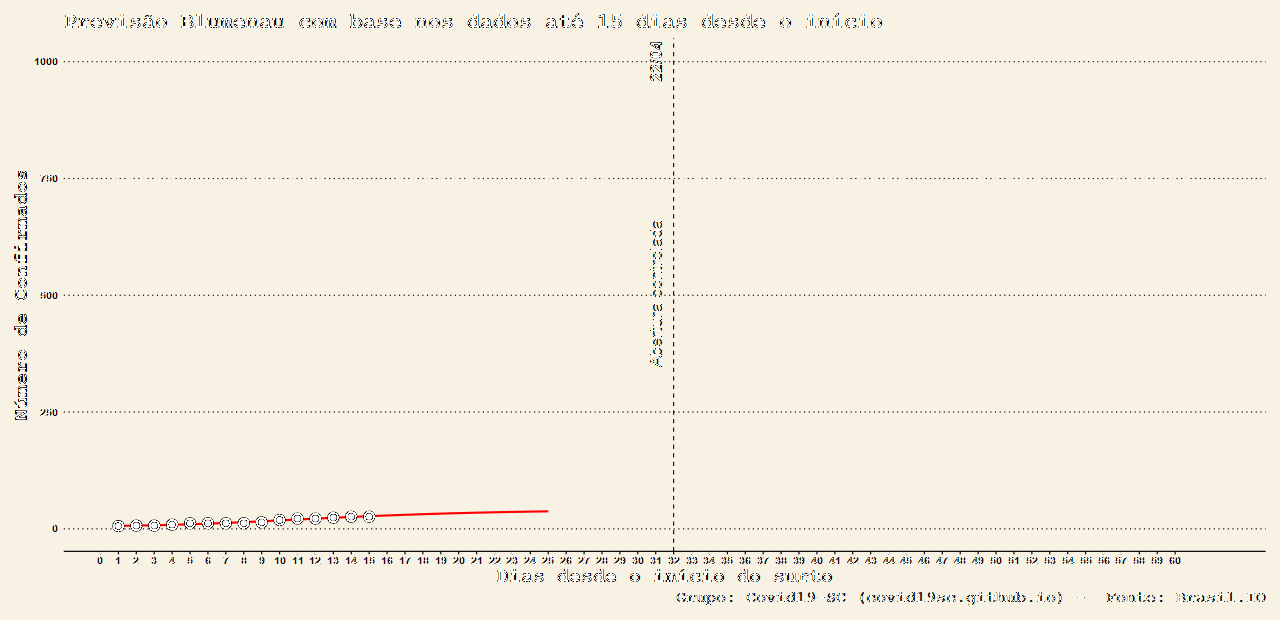 Previsão Blumenau com base nos dados até 15 dias desde o início
22/04
Abertura controlada
Número de Confirmados
1000
750
500
250
0
0 1 2 3 4 5 6 7 8 9 10 11 12 13 14 15 16 17 18 19 20 21 22 23 24 25 26 27 28 29 30 31 32 33 34 35 36 37 38 39 40 41 42 43 44 45 46 47 48 49 50 51 52 53 54 55 56 57 58 59 60
Dias desde o início do surto
Grupo: Covid19-SC (covid19sc.github.io) -- Fonte: Brasil.IO